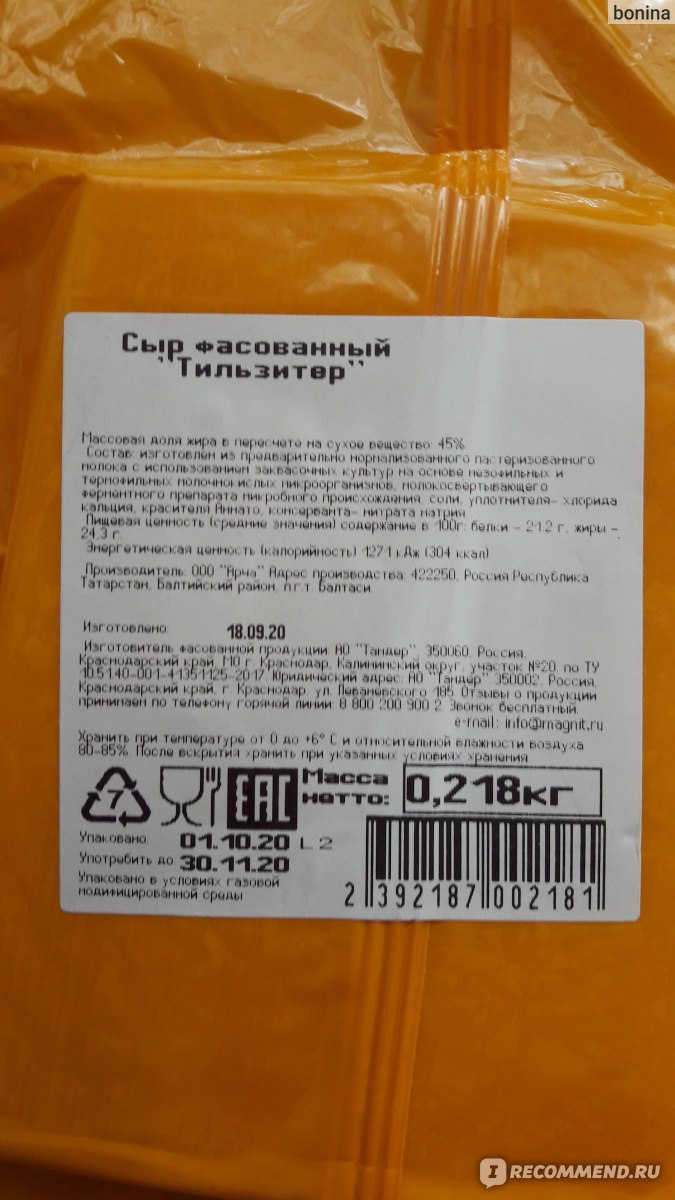 bonina
Сыр фасованный
"Тильзитер"
Массовая доля жира в пересчете на сухое вещество: 45%
Состав: изготовлен из предварительно нормализованного пастеризованного
молока с использованием заквасочных культур на основе мезофильных и
термофильных молочнокислых микроорганизмов, молокосвертывающего
ферментного препарата микробного происхождения, соли, уплотнителя- хлорида
кальция, красителя Аннато, консерванта- нитрата натрия.
Пищевая ценность (средние значения) содержание в 100г: белки - 21.2 г, жиры -
24.3 г.
Энергетическая ценность (калорийность) 1271 кДж (304 ккал)
Производитель: ООО "Арча" Адрес производства: 422250, Россия Республика
Татарстан, Балтийский район, п.г.т. Балтаси
Изготовлено: 18.09.20
Изготовитель фасованной продукции АО "Тандер", 350060, Россия,
Краснодарский край, МО г. Краснодар, Калининский округ, участок №20. по ТУ
10.5140-001-41351125-2017 Юридический адрес: АО "Тандер" 350002, Россия,
Краснодарский край, г. Краснодар, ул. Леваневского 185. Отзывы о продукции
принимаем по телефону горячей линии: 8 800 200 900 2. Звонок бесплатный.
e-mail: info@magnit.ru
Хранить при температуре от 0 до +6° С и относительной влажности воздуха
80-85%. После вскрытия хранить при указанных условиях хранения
7
EAC
Масса
нетто: 0,218кг
Упаковано: 01.10.20 L 2
Употребить до 30.11.20
Упаковано в условиях газовой
модифицированной среды
2 392187 002181
I RECOMMEND.RU